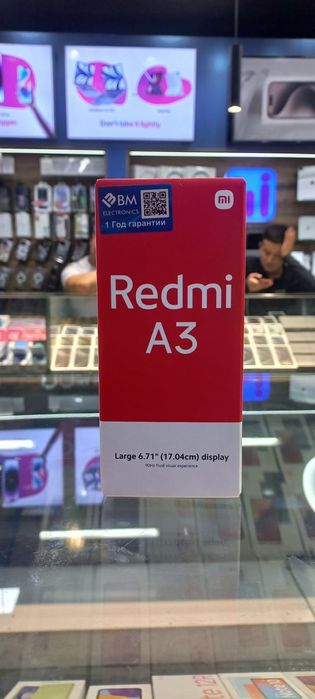 Don't take it lightly.
BM
ELECTRONICS
1 Год гарантии
mi
Redmi
A3
Large 6.71" (17.04cm) display
90Hz fluid visual experience